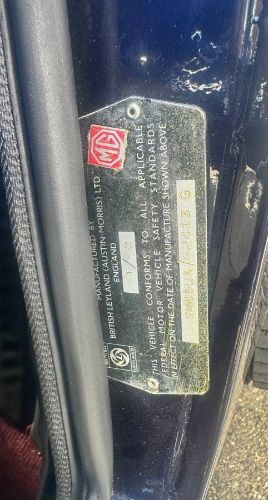 MG
MANUFACTURED BY
BRITISH LEYLAND (AUSTIN-MORRIS) LTD.
ENGLAND
THIS VEHICLE CONFORMS TO ALL APPLICABLE
FEDERAL MOTOR VEHICLE SAFETY STANDARDS
IN EFFECT ON THE DATE OF MANUFACTURE SHOWN ABOVE
G